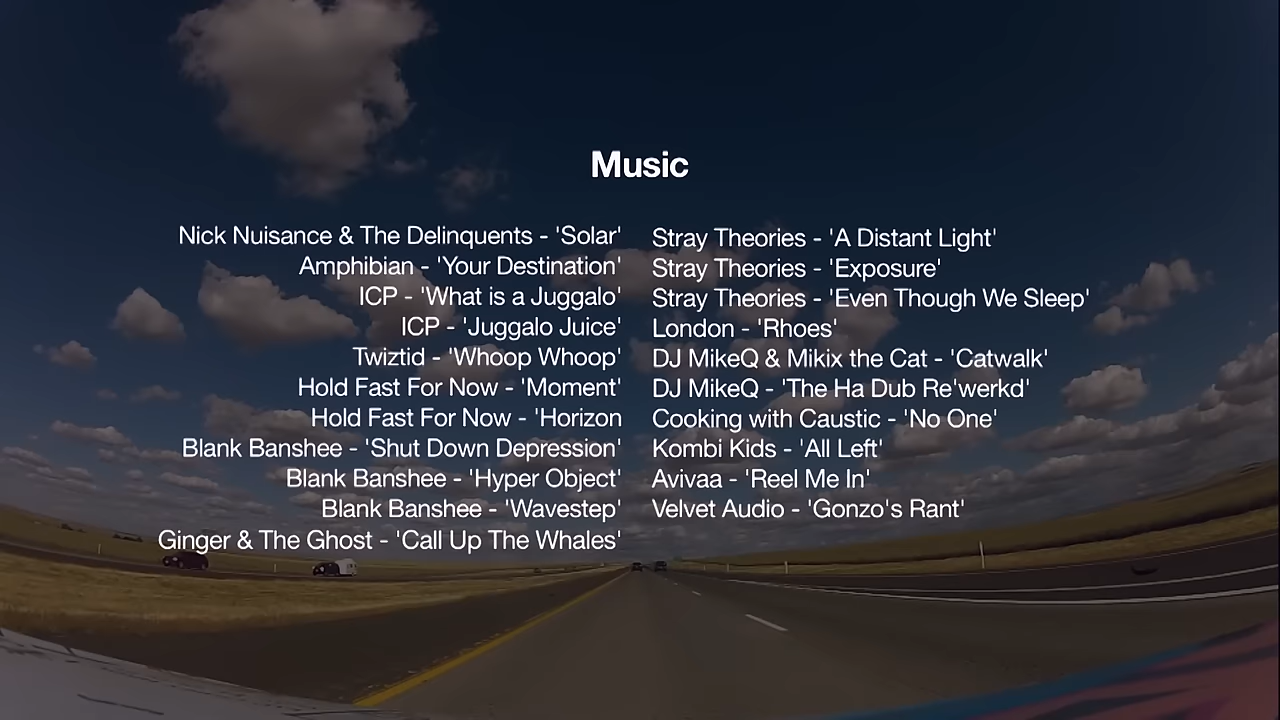 Music
Nick Nuisance & The Delinquents - 'Solar'
Amphibian - 'Your Destination'
ICP - 'What is a Juggalo'
ICP - 'Juggalo Juice'
Twiztid - 'Whoop Whoop'
Hold Fast For Now - 'Moment'
Hold Fast For Now - 'Horizon
Blank Banshee - 'Shut Down Depression'
Blank Banshee - 'Hyper Object'
Blank Banshee - 'Wavestep'
Ginger & The Ghost - 'Call Up The Whales'
Stray Theories - 'A Distant Light'
Stray Theories - 'Exposure'
Stray Theories - 'Even Though We Sleep'
London - 'Rhoes'
DJ MikeQ & Mikix the Cat - 'Catwalk'
DJ MikeQ - 'The Ha Dub Re'werkd'
Cooking with Caustic - 'No One'
Kombi Kids - 'All Left'
Avivaa - 'Reel Me In'
Velvet Audio - 'Gonzo's Rant'